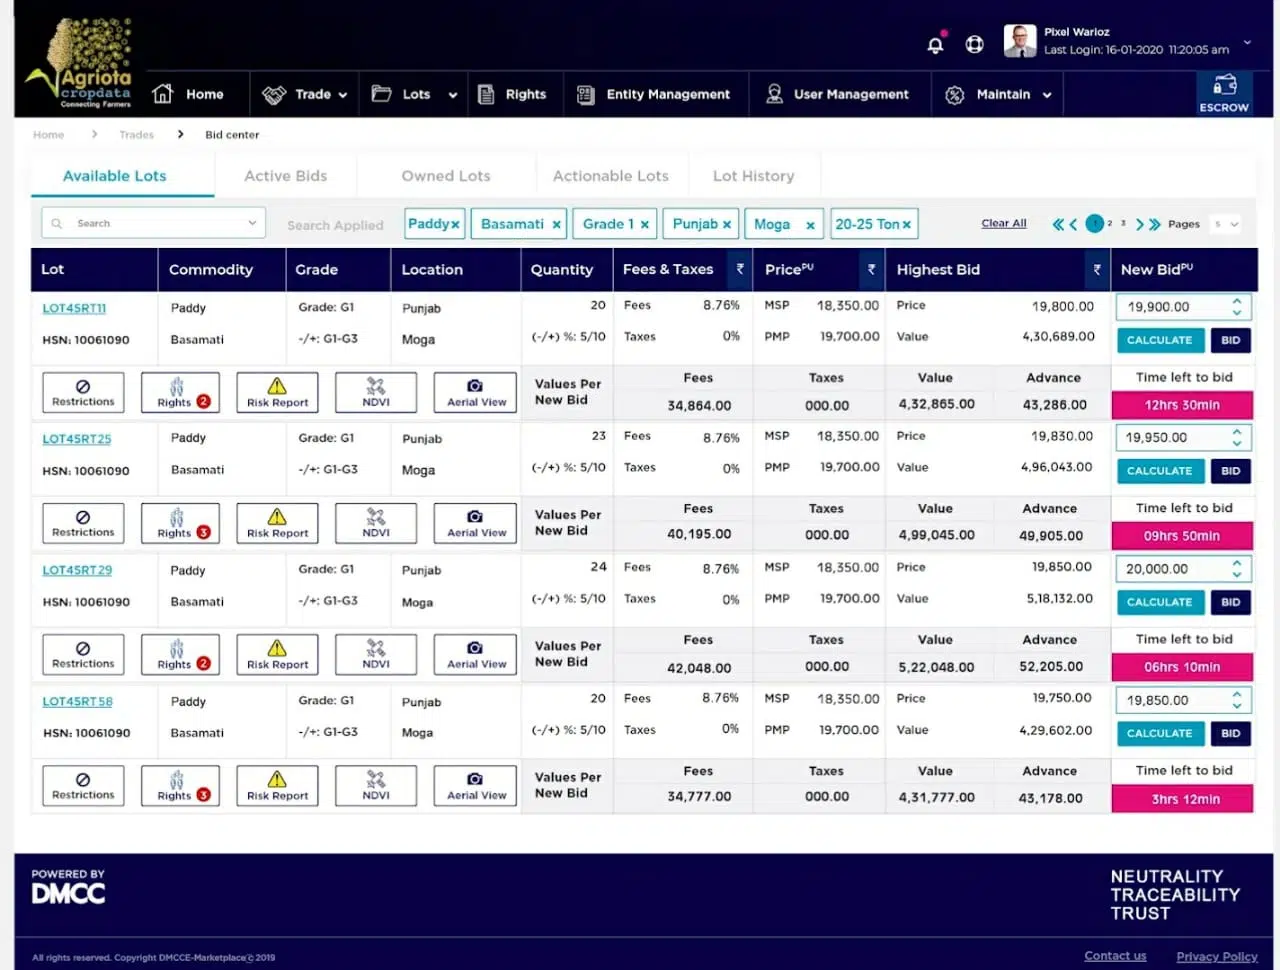 Agriota
cropdata
Connecting Farmers
Pixel Warioz
Last Login: 16-01-2020 11:20:05 am
Home Trade Lots Rights Entity Management User Management Maintain ESCROW
Home > Trades > Bid center
Available Lots Active Bids Owned Lots Actionable Lots Lot History
Search Search Applied Paddy× Basamati × Grade 1 × Punjab × Moga × 20-25 Ton× Clear All 1 2 3 Pages 5
Lot Commodity Grade Location Quantity Fees & Taxes ₹ Price PU ₹ Highest Bid ₹ New Bid PU
LOT45RT11 Paddy Grade: G1 Punjab 20 Fees 8.76% MSP 18,350.00 Price 19,800.00 19,900.00
HSN: 10061090 Basamati -/+: G1-G3 Moga (-/+) %: 5/10 Taxes 0% PMP 19,700.00 Value 4,30,689.00 CALCULATE BID
Restrictions Rights 2 Risk Report NDVI Aerial View Values Per New Bid Fees Taxes Value Advance Time left to bid
34,864.00 000.00 4,32,865.00 43,286.00 12hrs 30min
LOT45RT25 Paddy Grade: G1 Punjab 23 Fees 8.76% MSP 18,350.00 Price 19,830.00 19,950.00
HSN: 10061090 Basamati -/+: G1-G3 Moga (-/+) %: 5/10 Taxes 0% PMP 19,700.00 Value 4,96,043.00 CALCULATE BID
Restrictions Rights 3 Risk Report NDVI Aerial View Values Per New Bid Fees Taxes Value Advance Time left to bid
40,195.00 000.00 4,99,045.00 49,905.00 09hrs 50min
LOT45RT29 Paddy Grade: G1 Punjab 24 Fees 8.76% MSP 18,350.00 Price 19,850.00 20,000.00
HSN: 10061090 Basamati -/+: G1-G3 Moga (-/+) %: 5/10 Taxes 0% PMP 19,700.00 Value 5,18,132.00 CALCULATE BID
Restrictions Rights 2 Risk Report NDVI Aerial View Values Per New Bid Fees Taxes Value Advance Time left to bid
42,048.00 000.00 5,22,048.00 52,205.00 06hrs 10min
LOT45RT58 Paddy Grade: G1 Punjab 20 Fees 8.76% MSP 18,350.00 Price 19,750.00 19,850.00
HSN: 10061090 Basamati -/+: G1-G3 Moga (-/+) %: 5/10 Taxes 0% PMP 19,700.00 Value 4,29,602.00 CALCULATE BID
Restrictions Rights 3 Risk Report NDVI Aerial View Values Per New Bid Fees Taxes Value Advance Time left to bid
34,777.00 000.00 4,31,777.00 43,178.00 3hrs 12min
POWERED BY
DMCC
NEUTRALITY
TRACEABILITY
TRUST
All rights reserved. Copyright DMCCE-Marketplace© 2019
Contact us Privacy Policy